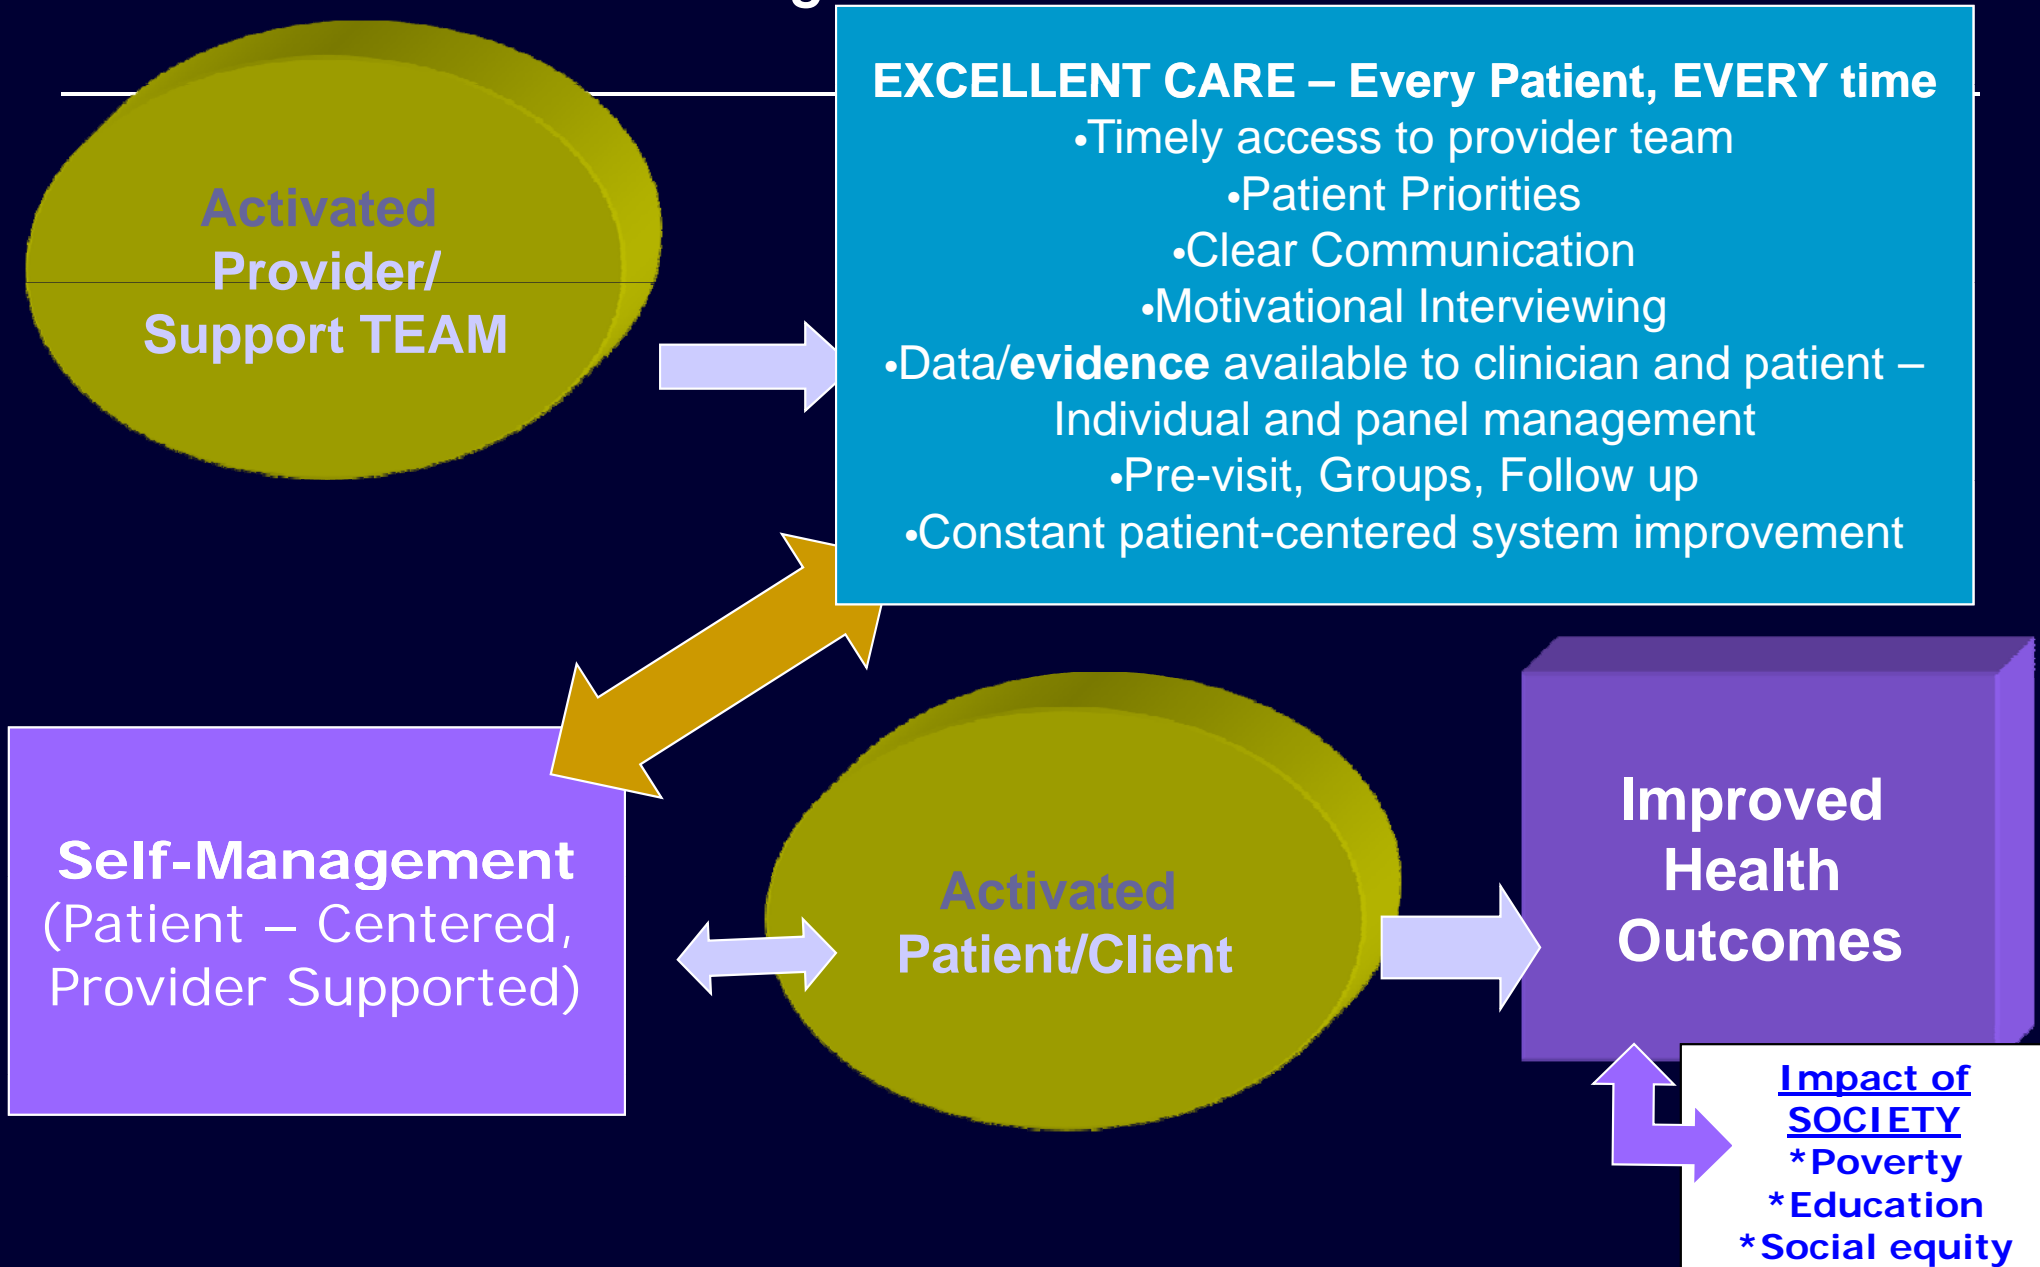 Activated
Provider/
Support TEAM
EXCELLENT CARE – Every Patient, EVERY time
•Timely access to provider team
•Patient Priorities
•Clear Communication
•Motivational Interviewing
•Data/evidence available to clinician and patient –
Individual and panel management
•Pre-visit, Groups, Follow up
•Constant patient-centered system improvement
Self-Management
(Patient – Centered,
Provider Supported)
Activated
Patient/Client
Improved
Health
Outcomes
Impact of
SOCIETY
*Poverty
*Education
*Social equity